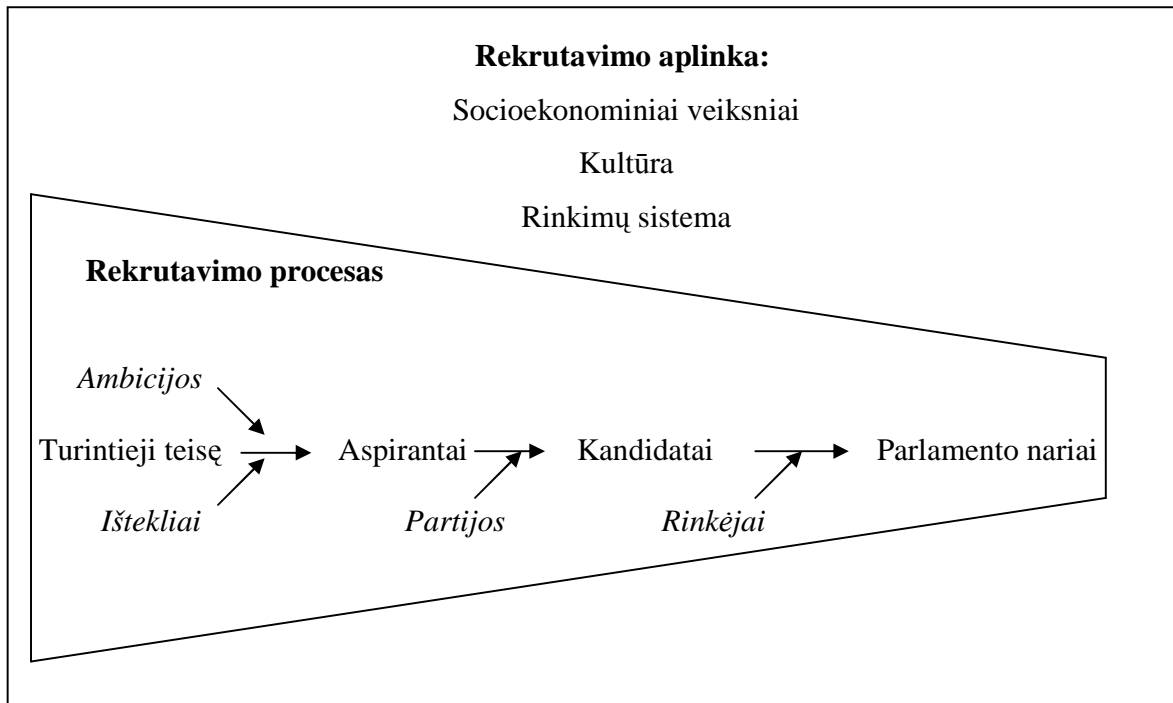 Rekrutavimo aplinka:
Socioekonominiai veiksniai
Kultūra
Rinkimų sistema
Rekrutavimo procesas
Ambicijos
Turintieji teisę
Aspirantai
Kandidatai
Parlamento nariai
Ištekliai
Partijos
Rinkėjai